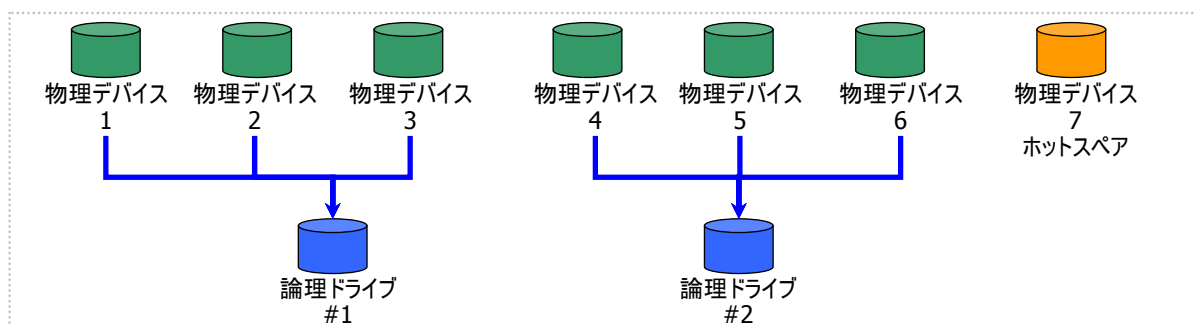 物理デバイス 物理デバイス 物理デバイス 物理デバイス 物理デバイス 物理デバイス 物理デバイス
1 2 3 4 5 6 7
ホットスペア
論理ドライブ 論理ドライブ
#1 #2